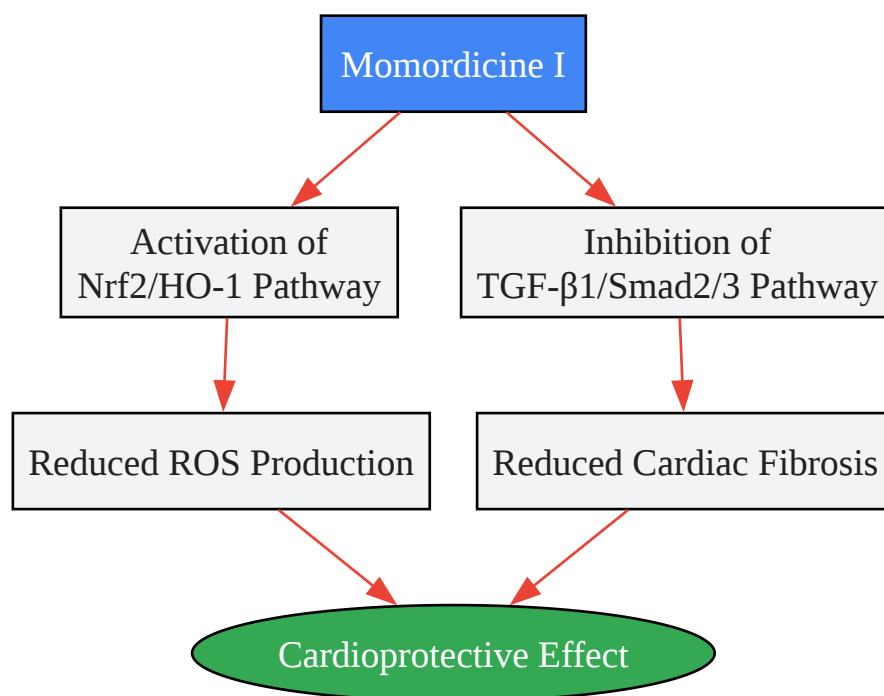 Momordicine I
Activation of
Nrf2/HO-1 Pathway
Inhibition of
TGF-β1/Smad2/3 Pathway
Reduced ROS Production
Reduced Cardiac Fibrosis
Cardioprotective Effect